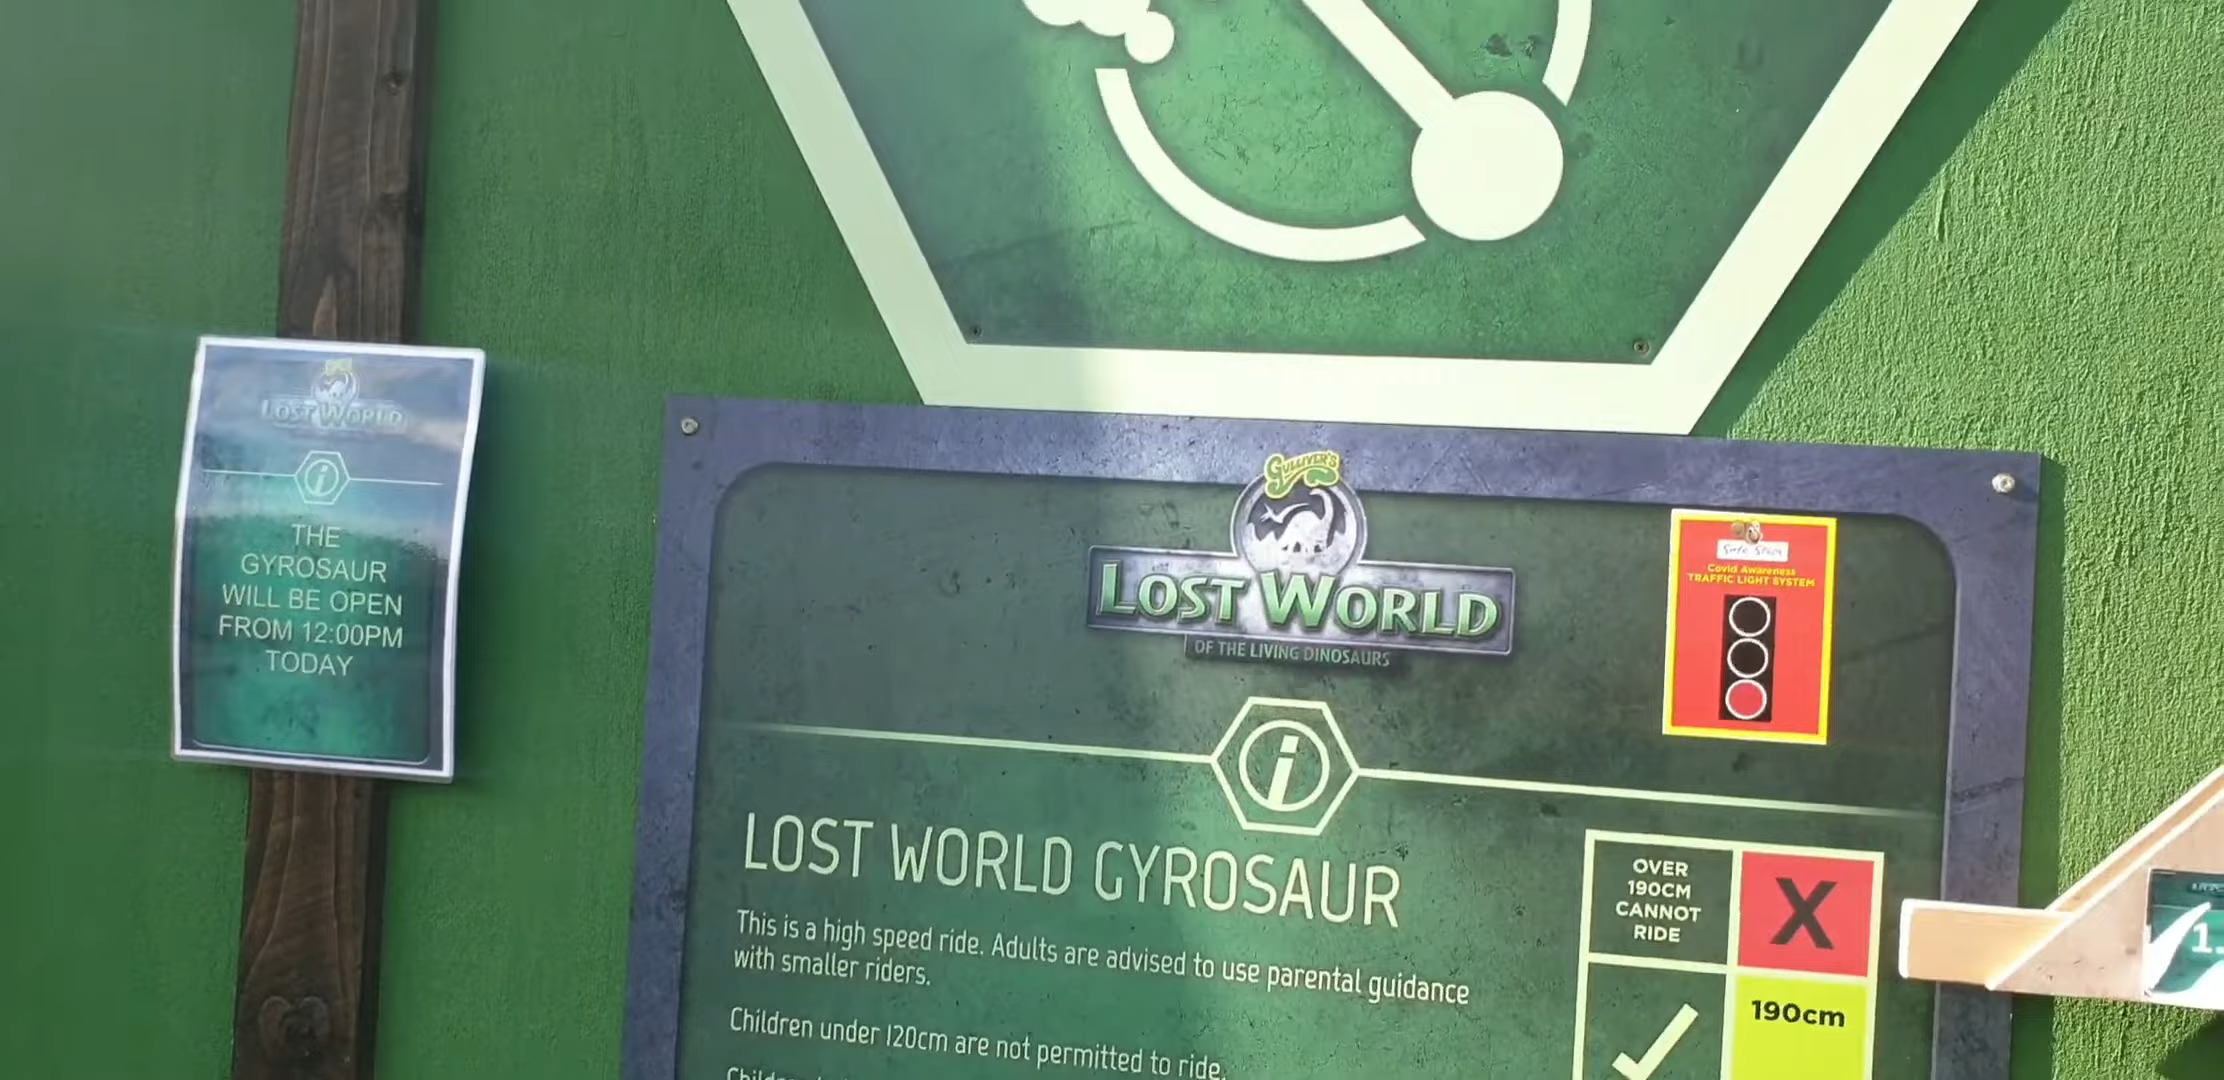 LOST WORLD
THE
GYROSAUR
WILL BE OPEN
FROM 12:00PM
TODAY
GULLIVER'S
LOST WORLD
OF THE LIVING DINOSAURS
Covid Awareness
TRAFFIC LIGHT SYSTEM
LOST WORLD GYROSAUR
This is a high speed ride. Adults are advised to use parental guidance
with smaller riders.
Children under 120cm are not permitted to ride.
OVER
190CM
CANNOT
RIDE
X
190cm